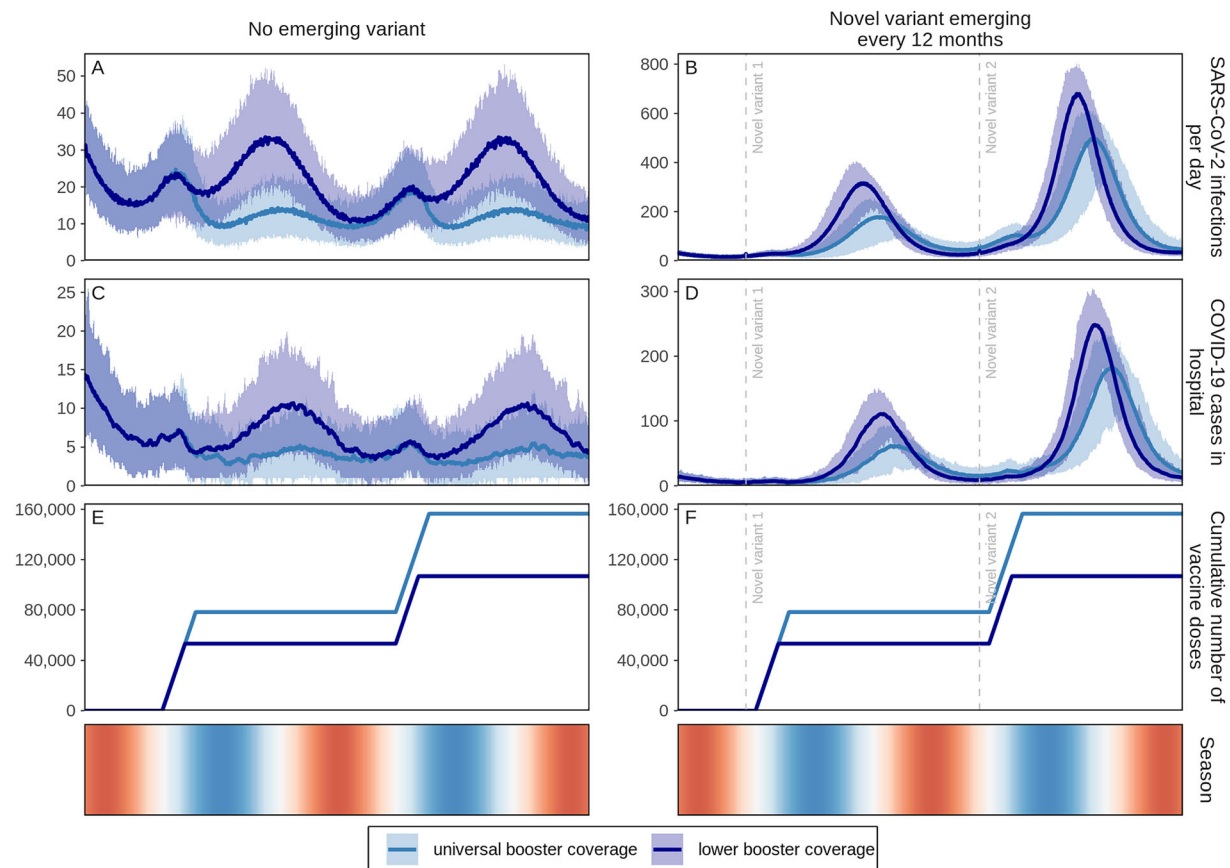 No emerging variant
Novel variant emerging
every 12 months
A
50
40
30
20
10
0
B
800
600
400
200
0
Novel variant 1
Novel variant 2
SARS-CoV-2 infections
per day
C
25
20
15
10
5
0
D
300
200
100
0
Novel variant 1
Novel variant 2
COVID-19 cases in
hospital
E
160,000
120,000
80,000
40,000
0
F
160,000
120,000
80,000
40,000
0
Novel variant 1
Novel variant 2
Cumulative number of
vaccine doses
Season
universal booster coverage
lower booster coverage